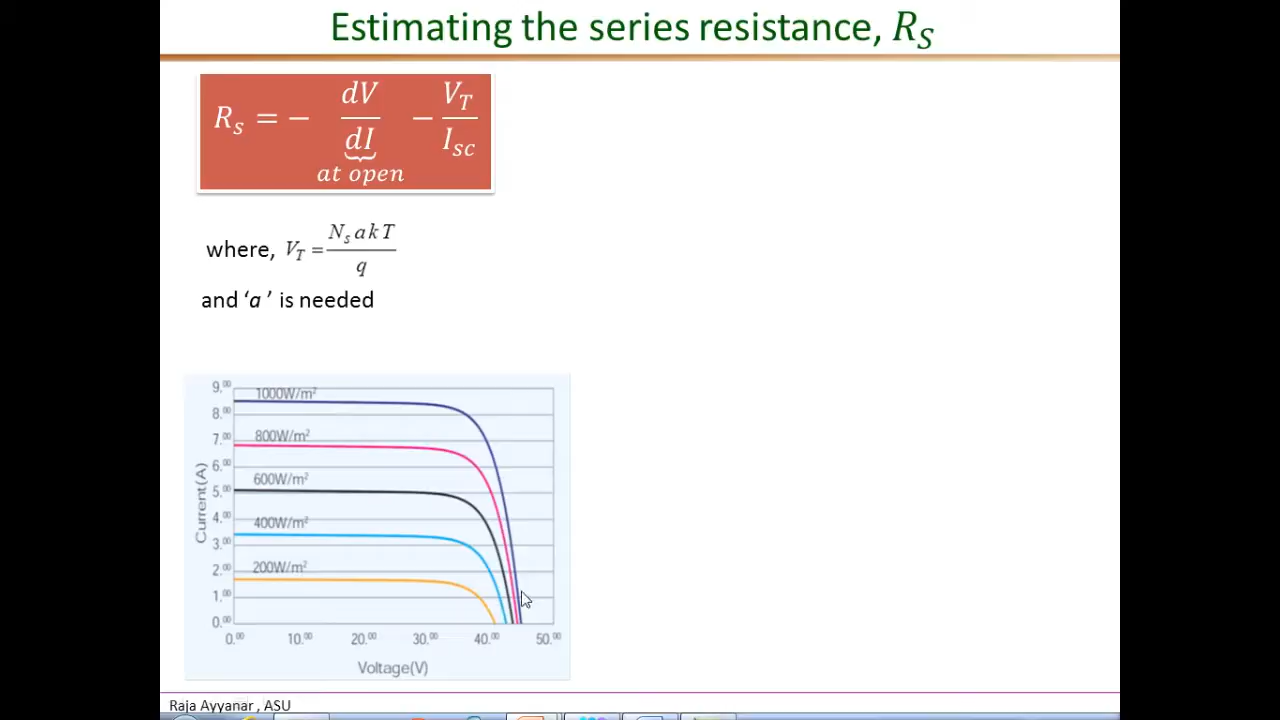 Estimating the series resistance, R_S
R_s = − dV/dI − V_T/I_sc
at open
where, V_T = N_s a k T / q
and ‘a ’ is needed
9.00
1000W/m²
8.00
7.00
800W/m²
6.00
600W/m²
5.00
4.00
400W/m²
3.00
2.00
200W/m²
1.00
0.00
Current(A)
0.00 10.00 20.00 30.00 40.00 50.00
Voltage(V)
Raja Ayyanar , ASU